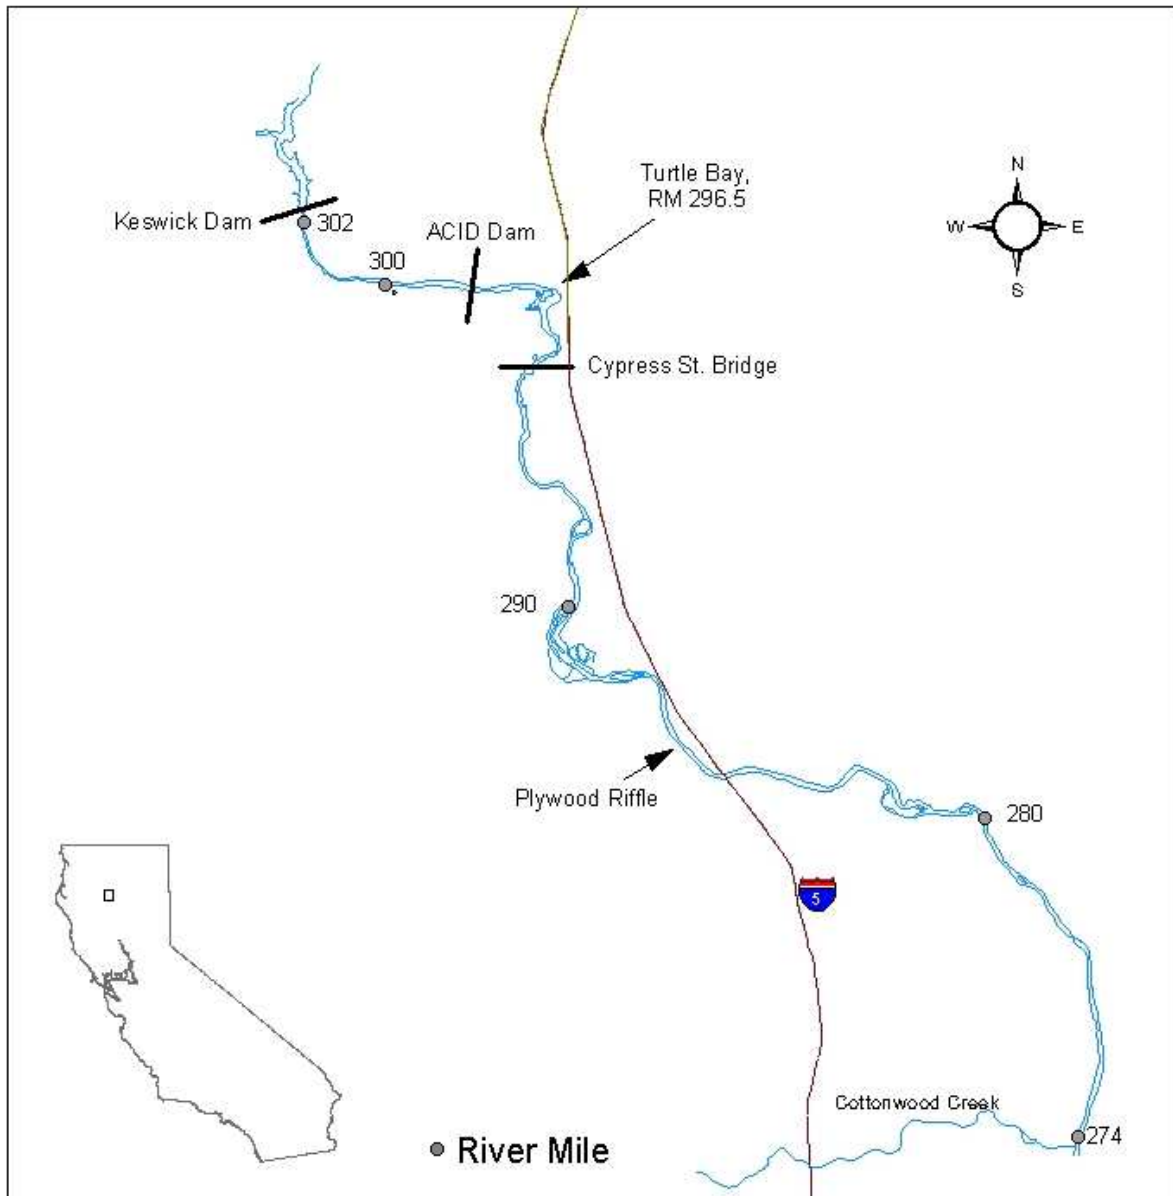 Turtle Bay,
RM 296.5
N
W
E
S
Keswick Dam
302
ACID Dam
300
Cypress St. Bridge
290
Plywood Riffle
280
5
Cottonwood Creek
274
River Mile